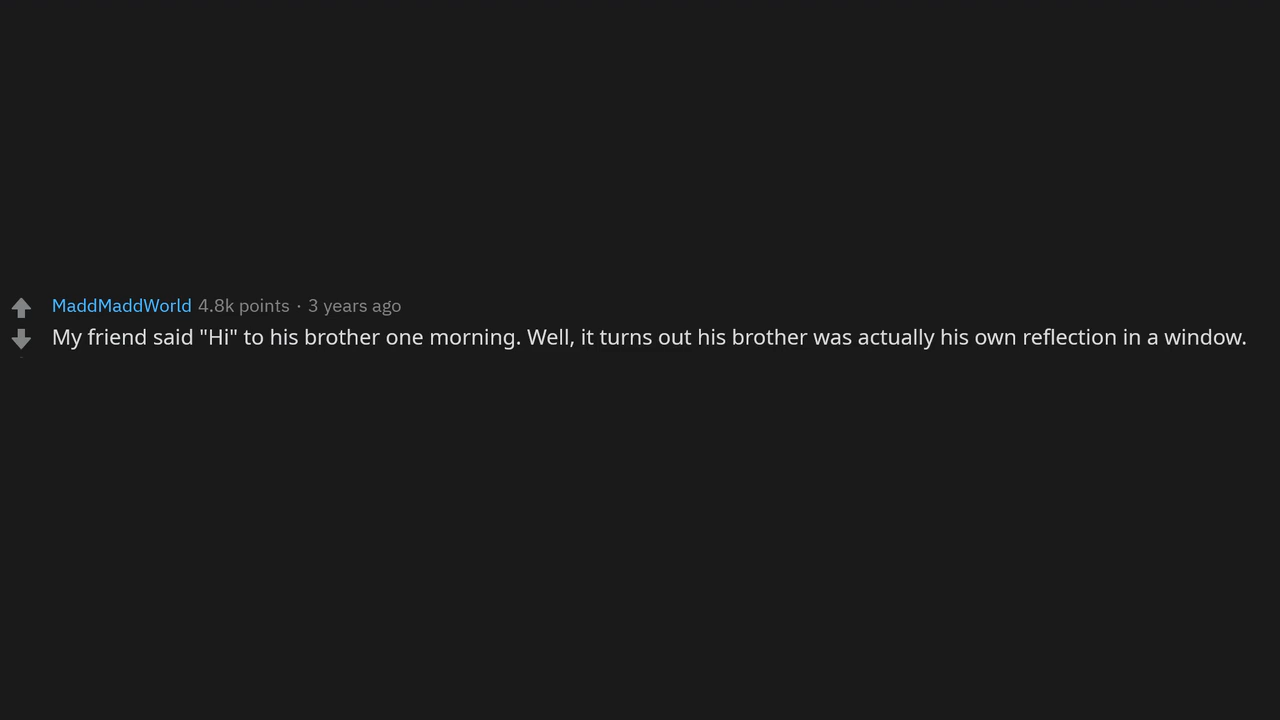 MaddMaddWorld 4.8k points · 3 years ago
My friend said "Hi" to his brother one morning. Well, it turns out his brother was actually his own reflection in a window.